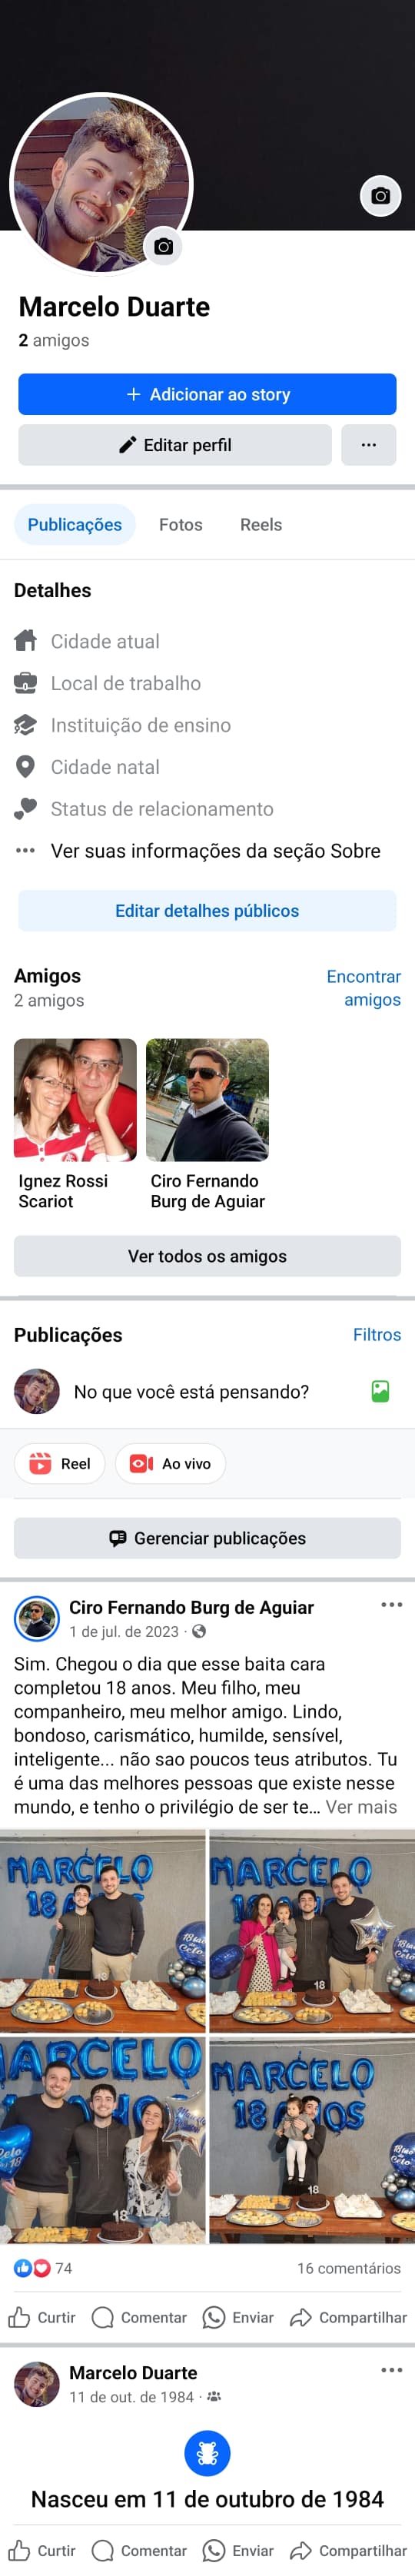 Marcelo Duarte
2 amigos
+ Adicionar ao story
Editar perfil
Publicações Fotos Reels
Detalhes
Cidade atual
Local de trabalho
Instituição de ensino
Cidade natal
Status de relacionamento
Ver suas informações da seção Sobre
Editar detalhes públicos
Amigos
2 amigos
Encontrar
amigos
Ignez Rossi
Scariot
Ciro Fernando
Burg de Aguiar
Ver todos os amigos
Publicações
Filtros
No que você está pensando?
Reel
Ao vivo
Gerenciar publicações
Ciro Fernando Burg de Aguiar
1 de jul. de 2023 ·
Sim. Chegou o dia que esse baita cara
completou 18 anos. Meu filho, meu
companheiro, meu melhor amigo. Lindo,
bondoso, carismático, humilde, sensível,
inteligente... não sao poucos teus atributos. Tu
é uma das melhores pessoas que existe nesse
mundo, e tenho o privilégio de ser te... Ver mais
MARCELO
18
MARCELO
18
18
ARCELO
18
MARCELO
18 OS
18
74
16 comentários
Curtir Comentar Enviar Compartilhar
Marcelo Duarte
11 de out. de 1984 ·
Nasceu em 11 de outubro de 1984
Curtir Comentar Enviar Compartilhar